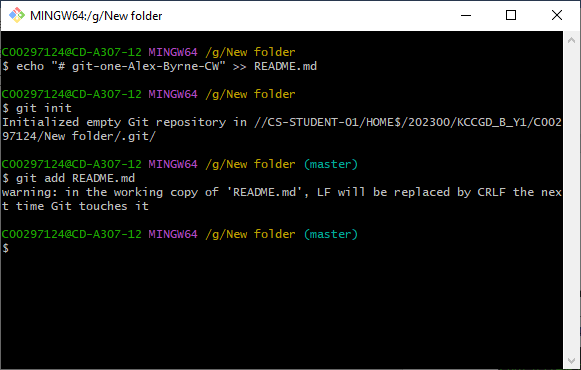 MINGW64:/g/New folder
C00297124@CD-A307-12 MINGW64 /g/New folder
$ echo "# git-one-Alex-Byrne-CW" >> README.md
C00297124@CD-A307-12 MINGW64 /g/New folder
$ git init
Initialized empty Git repository in //CS-STUDENT-01/HOME$/202300/KCCGD_B_Y1/C002
97124/New folder/.git/
C00297124@CD-A307-12 MINGW64 /g/New folder (master)
$ git add README.md
warning: in the working copy of 'README.md', LF will be replaced by CRLF the nex
t time Git touches it
C00297124@CD-A307-12 MINGW64 /g/New folder (master)
$